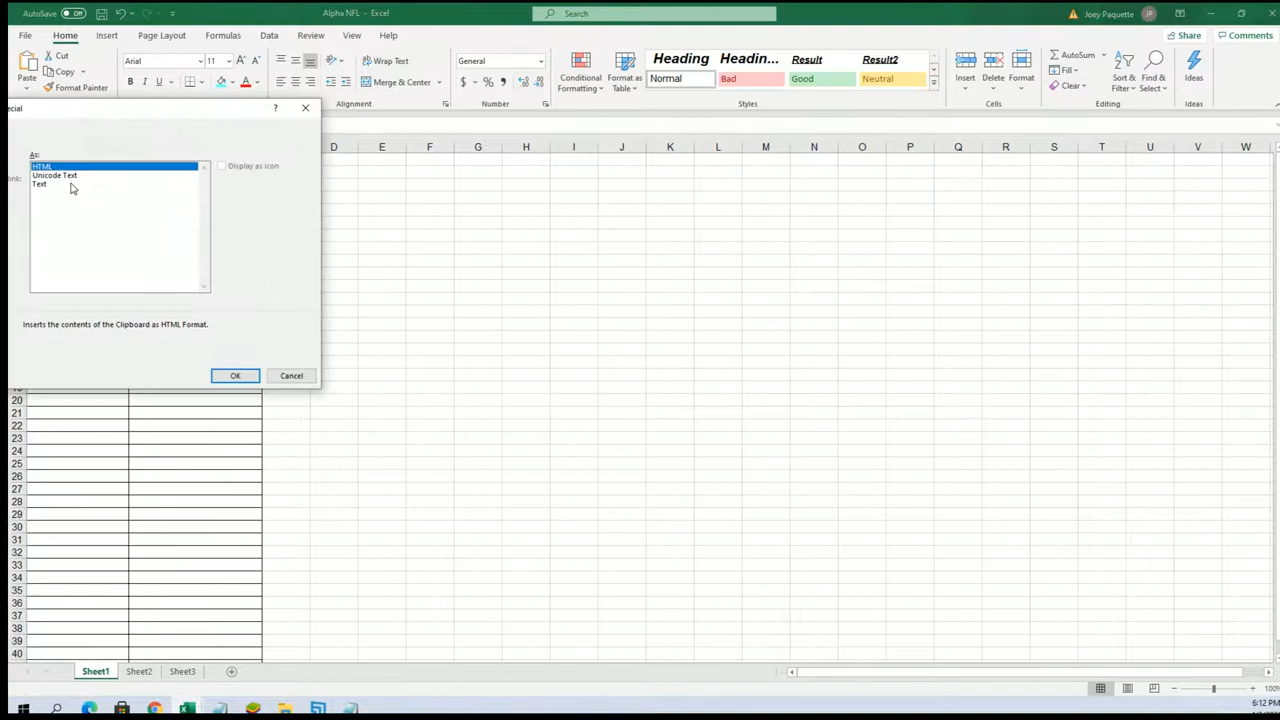 AutoSave Off Alpha NFL - Excel Search Joey Paquette JP
File Home Insert Page Layout Formulas Data Review View Help Share Comments
Paste Cut Copy Format Painter
Arial 11 A A
B I U A
Wrap Text
Merge & Center
Alignment
General
$ % ,
Number
Conditional Formatting
Format as Table
Heading Headin... Result Result2
Normal Bad Good Neutral
Styles
Insert Delete Format
Cells
AutoSum
Fill
Clear
Sort & Filter
Find & Select
Editing
Ideas
Ideas
ecial ?
As:
HTML
Unicode Text
Text
link:
Display as icon
Inserts the contents of the Clipboard as HTML Format.
OK Cancel
D E F G H I J K L M N O P Q R S T U V W
20
21
22
23
24
25
26
27
28
29
30
31
32
33
34
35
36
37
38
39
40
Sheet1 Sheet2 Sheet3
100%
6:12 PM